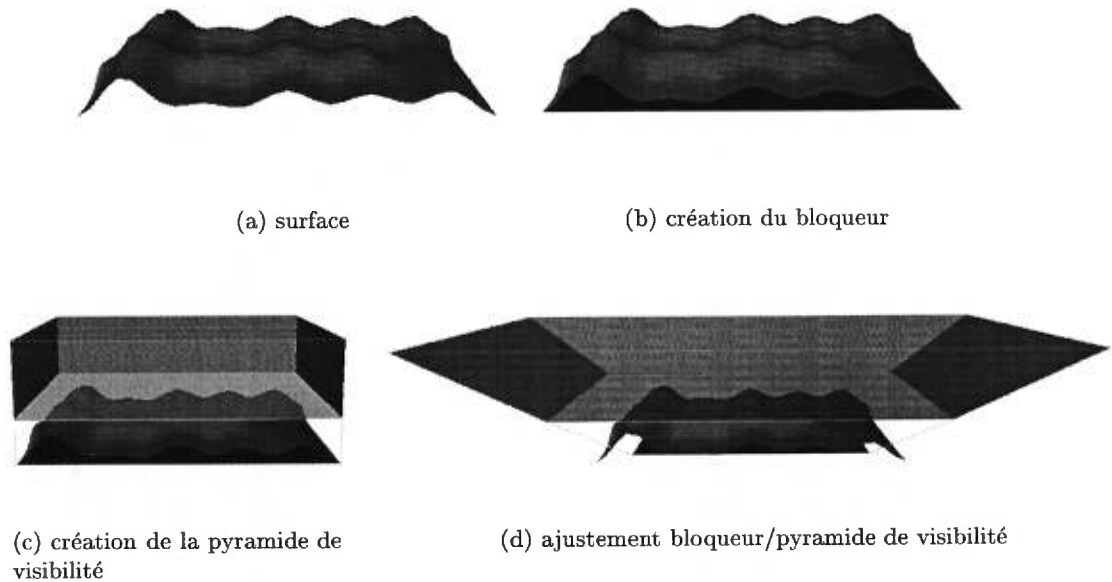 (a) surface
(b) création du bloqueur
(c) création de la pyramide de
visibilité
(d) ajustement bloqueur/pyramide de visibilité